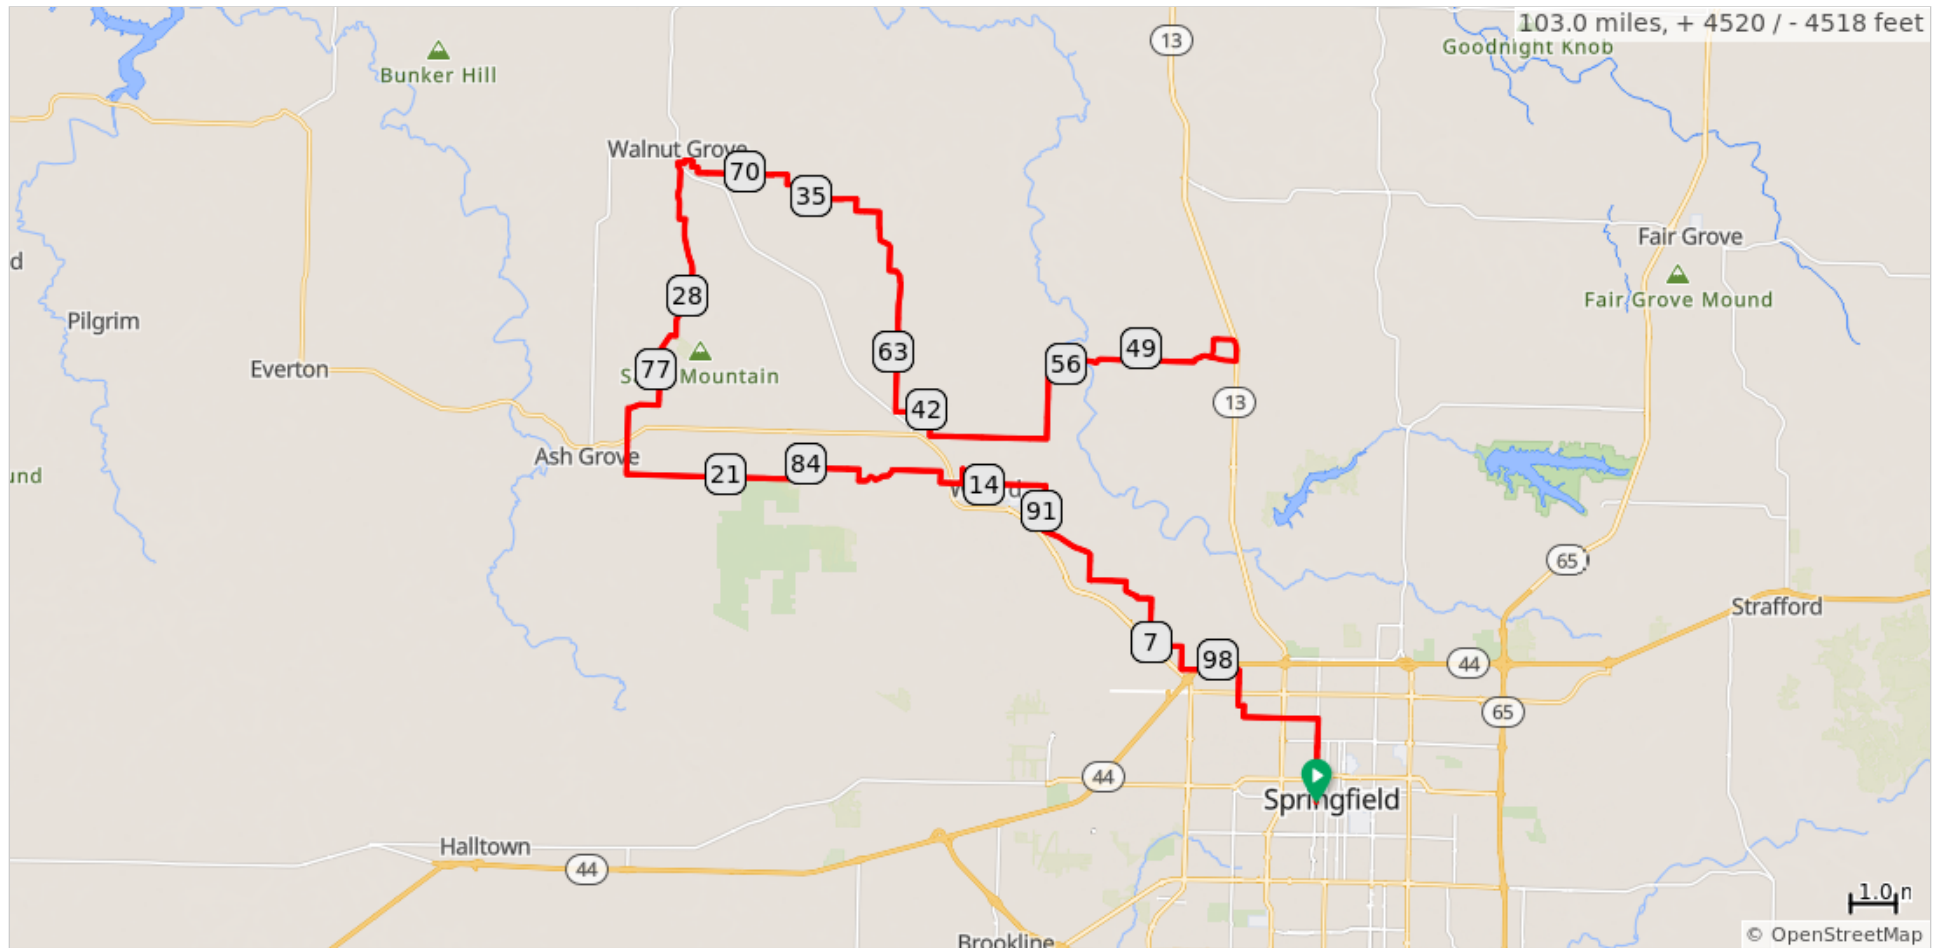 103.0 miles, + 4520 / - 4518 feet
13
Goodnight Knob
Bunker Hill
Walnut Grove
70
35
Fair Grove
d
28
Fair Grove Mound
Pilgrim
63
49
56
Everton
77
Mountain
42
13
Ash Grove
84
21
und
14
91
65
Strafford
7
98
44
65
44
Springfield
Halltown
44
1.0
Brookline
© OpenStreetMap